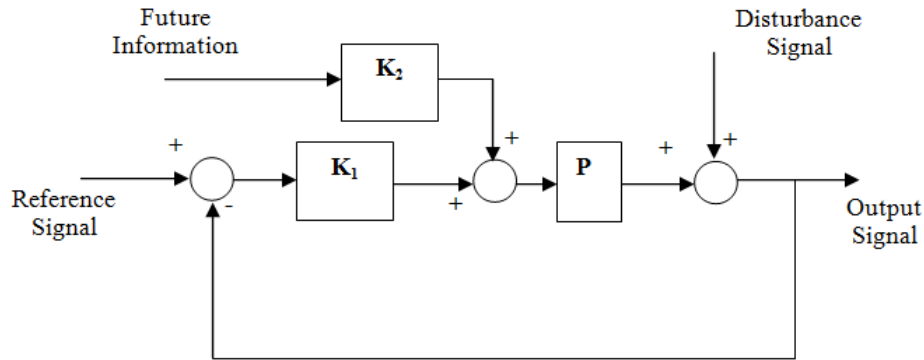 Future
Information
Disturbance
Signal
K₂
+
+
+
+
K₁
P
+
-
Reference
Signal
Output
Signal